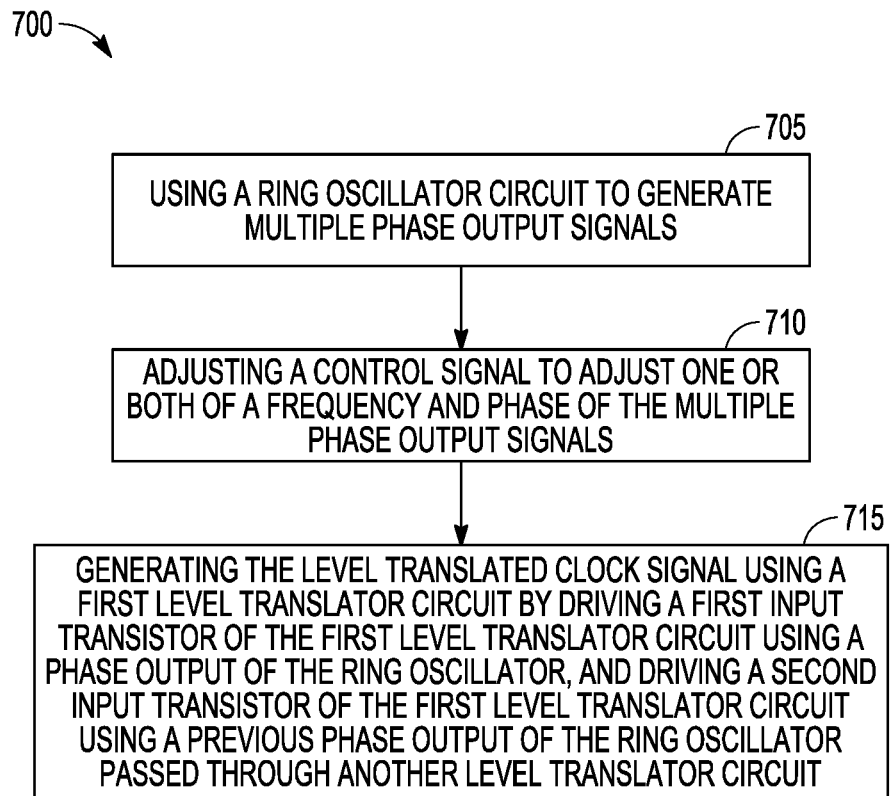 700
705
USING A RING OSCILLATOR CIRCUIT TO GENERATE
MULTIPLE PHASE OUTPUT SIGNALS
710
ADJUSTING A CONTROL SIGNAL TO ADJUST ONE OR
BOTH OF A FREQUENCY AND PHASE OF THE MULTIPLE
PHASE OUTPUT SIGNALS
715
GENERATING THE LEVEL TRANSLATED CLOCK SIGNAL USING A
FIRST LEVEL TRANSLATOR CIRCUIT BY DRIVING A FIRST INPUT
TRANSISTOR OF THE FIRST LEVEL TRANSLATOR CIRCUIT USING A
PHASE OUTPUT OF THE RING OSCILLATOR, AND DRIVING A SECOND
INPUT TRANSISTOR OF THE FIRST LEVEL TRANSLATOR CIRCUIT
USING A PREVIOUS PHASE OUTPUT OF THE RING OSCILLATOR
PASSED THROUGH ANOTHER LEVEL TRANSLATOR CIRCUIT